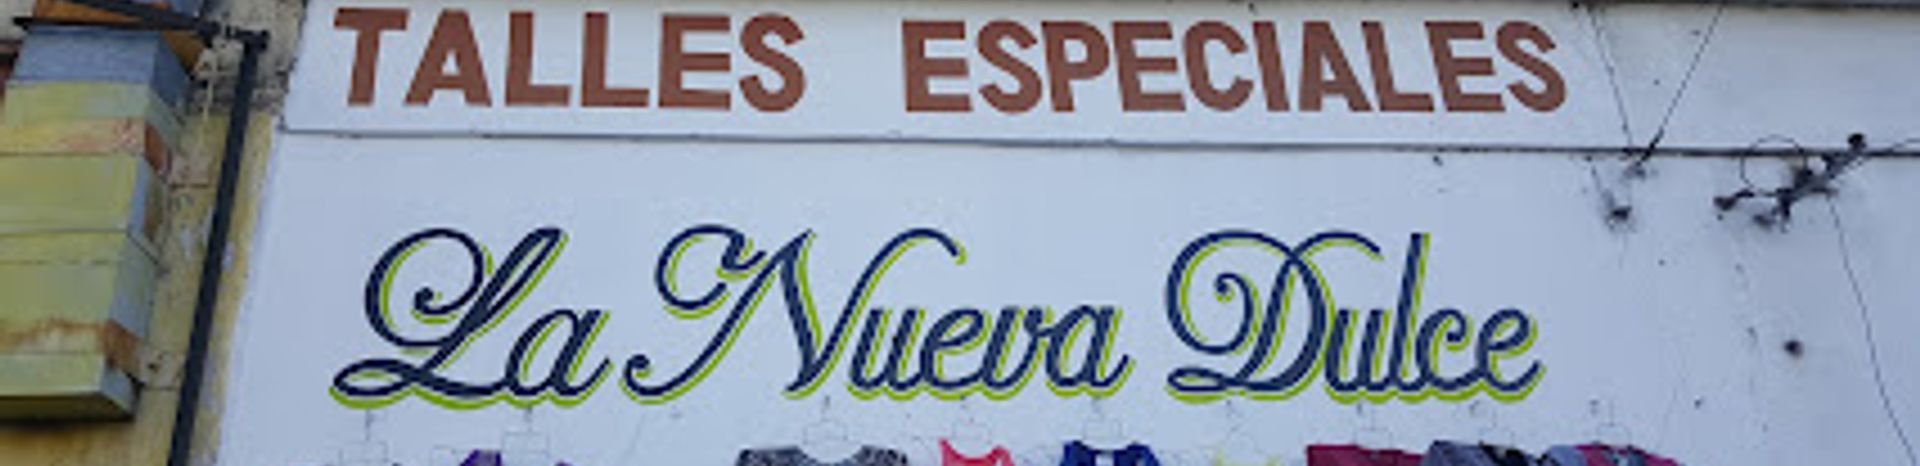 TALLES ESPECIALES
La Nueva Dulce